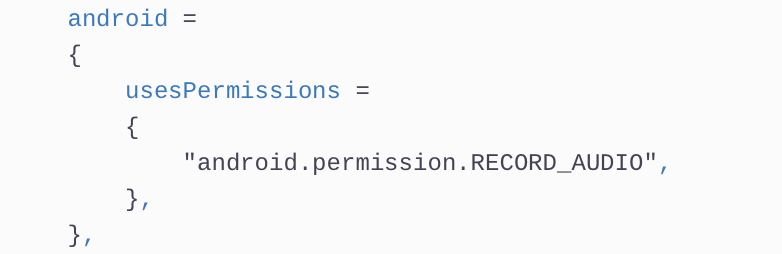 android =
{
usesPermissions =
{
"android.permission.RECORD_AUDIO",
},
},